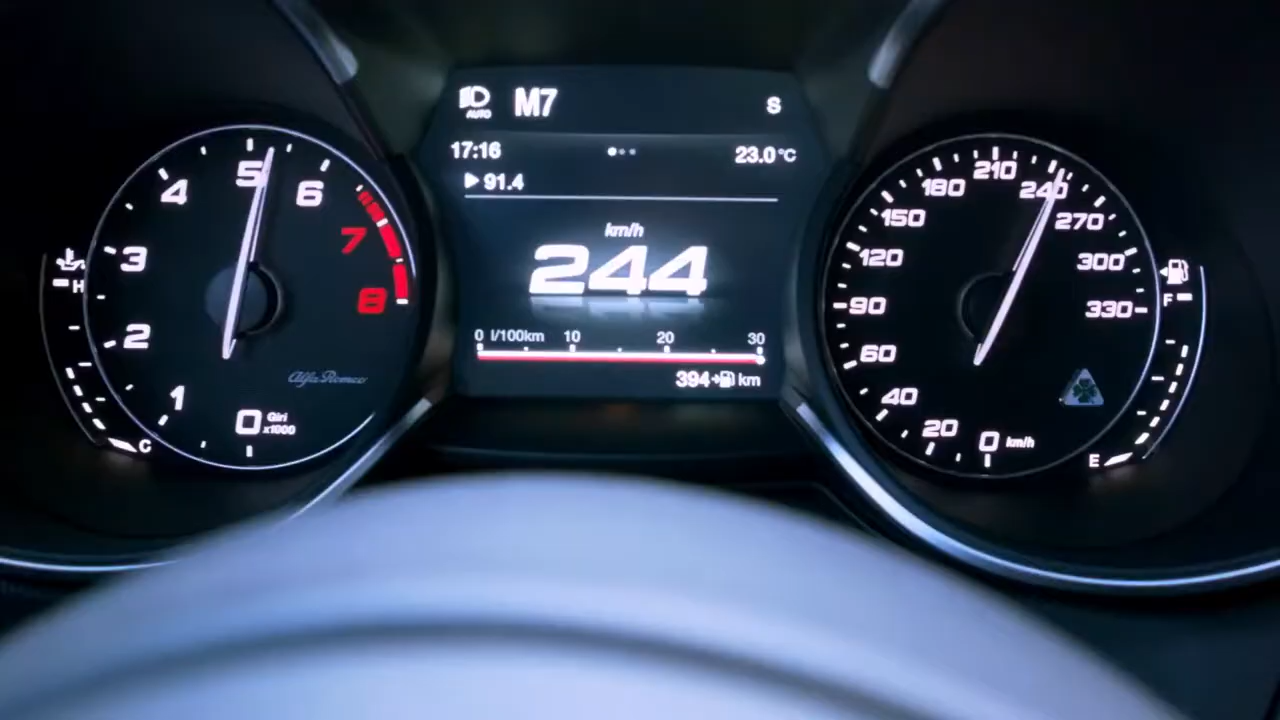 AUTO M7 S
17:16 23.0°C
91.4
km/h
244
0 l/100km 10 20 30
394 km
0 1 2 3 4 5 6 7 8
Giri
x1000
Alfa Romeo
H
C
0 20 40 60 90 120 150 180 210 240 270 300 330
km/h
F
E